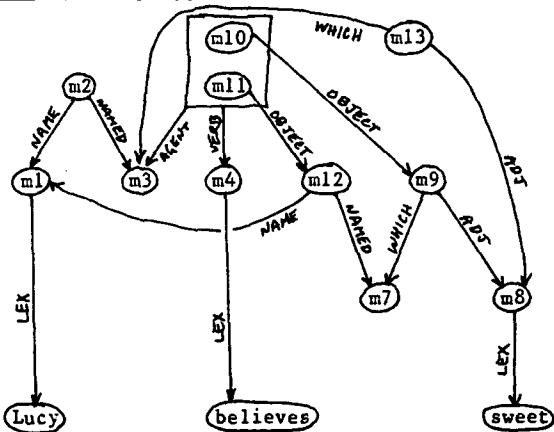 WHICH
m10 m13
m2 m11
OBJECT
NAME NAMED AGENT VERB OBJECT ADJ
m1 m3 m4 m12 m9
NAME NAMED WHICH ADJ
m7 m8
LEX LEX LEX
Lucy believes sweet